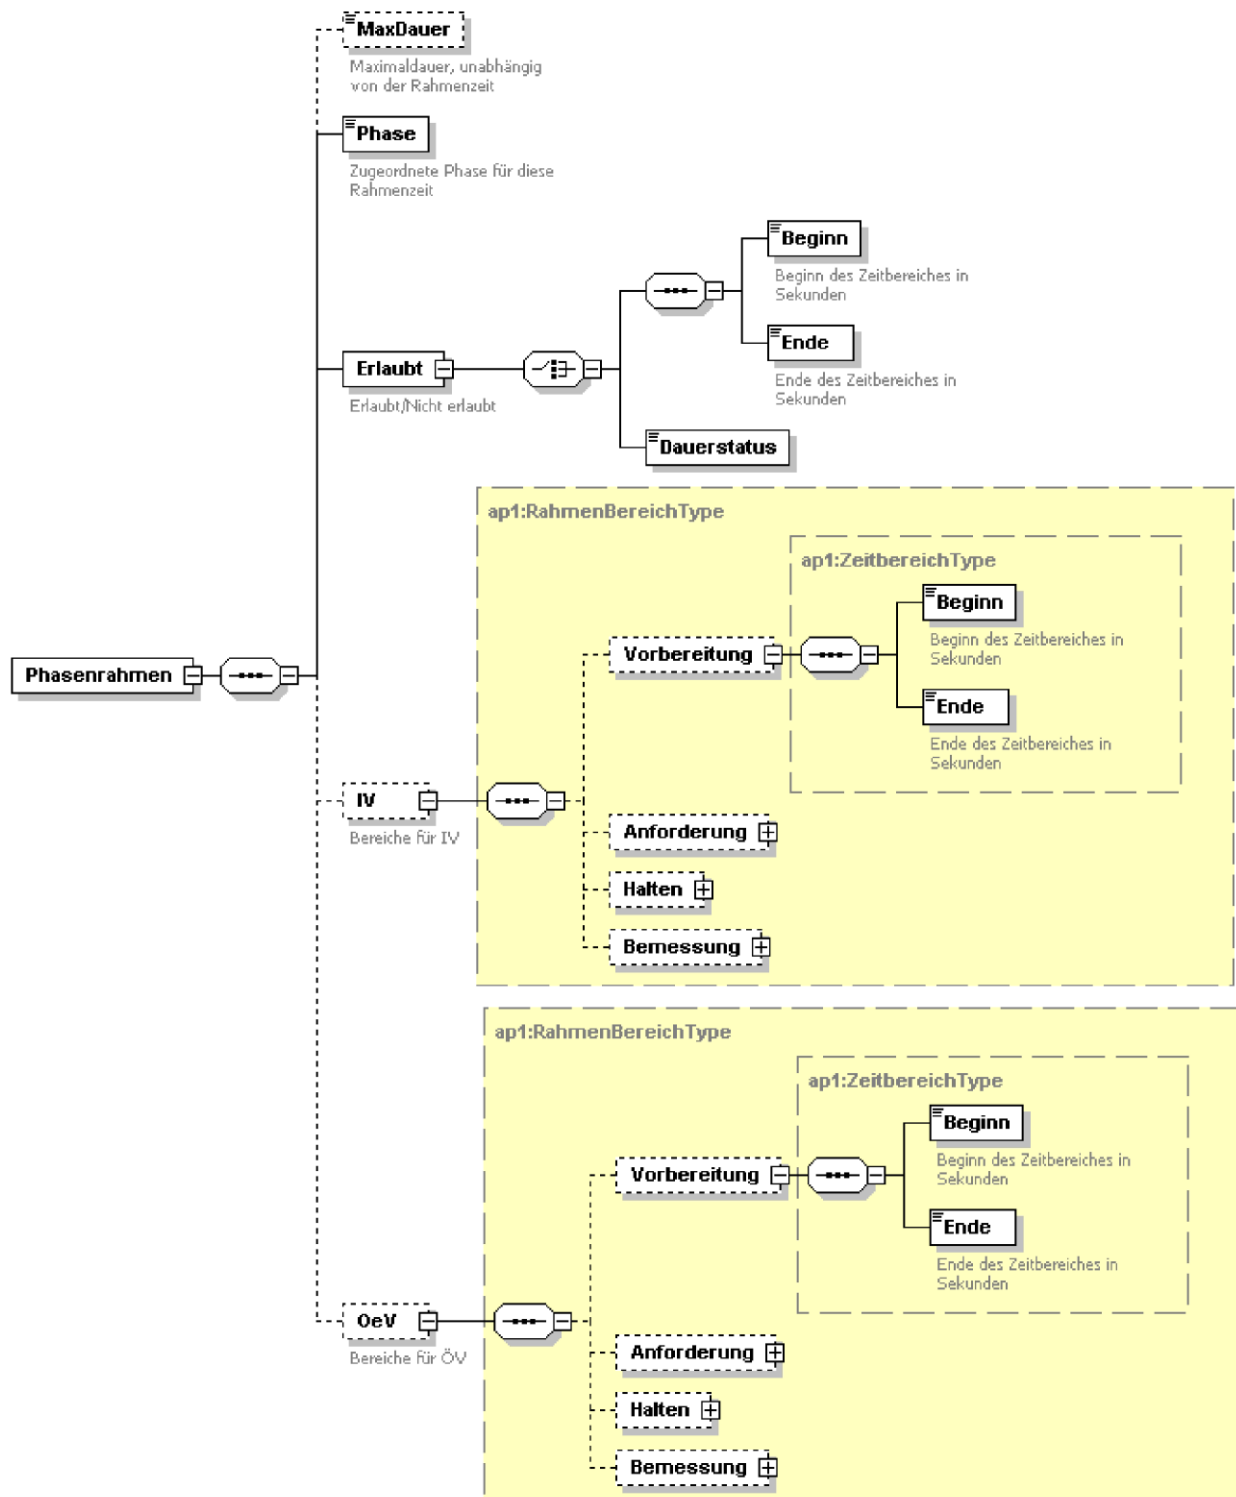 MaxDauer
Maximaldauer, unabhängig
von der Rahmenzeit
Phase
Zugeordnete Phase für diese
Rahmenzeit
Beginn
Beginn des Zeitbereiches in
Sekunden
Ende
Ende des Zeitbereiches in
Sekunden
Erlaubt
Erlaubt/Nicht erlaubt
Dauerstatus
ap1:RahmenBereichType
ap1:ZeitbereichType
Beginn
Beginn des Zeitbereiches in
Sekunden
Vorbereitung
Phasenrahmen
Ende
Ende des Zeitbereiches in
Sekunden
IV
Bereiche für IV
Anforderung
Halten
Bemessung
ap1:RahmenBereichType
ap1:ZeitbereichType
Beginn
Beginn des Zeitbereiches in
Sekunden
Vorbereitung
Ende
Ende des Zeitbereiches in
Sekunden
OeV
Bereiche für ÖV
Anforderung
Halten
Bemessung